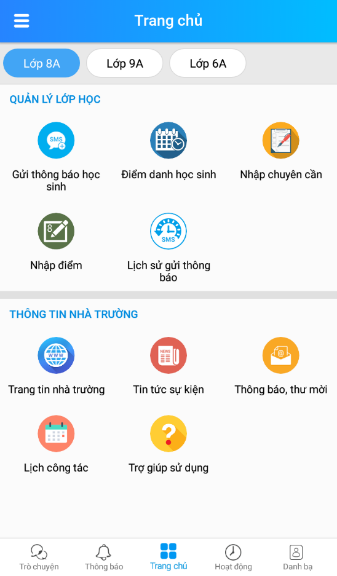 Trang chủ
Lớp 8A Lớp 9A Lớp 6A
QUẢN LÝ LỚP HỌC
SMS
Gửi thông báo học sinh
Điểm danh học sinh
Nhập chuyên cần
8
Nhập điểm
SMS
Lịch sử gửi thông báo
THÔNG TIN NHÀ TRƯỜNG
WWW
Trang tin nhà trường
NEWS
Tin tức sự kiện
@
Thông báo, thư mời
Lịch công tác
?
Trợ giúp sử dụng
Trò chuyện Thông báo Trang chủ Hoạt động Danh bạ